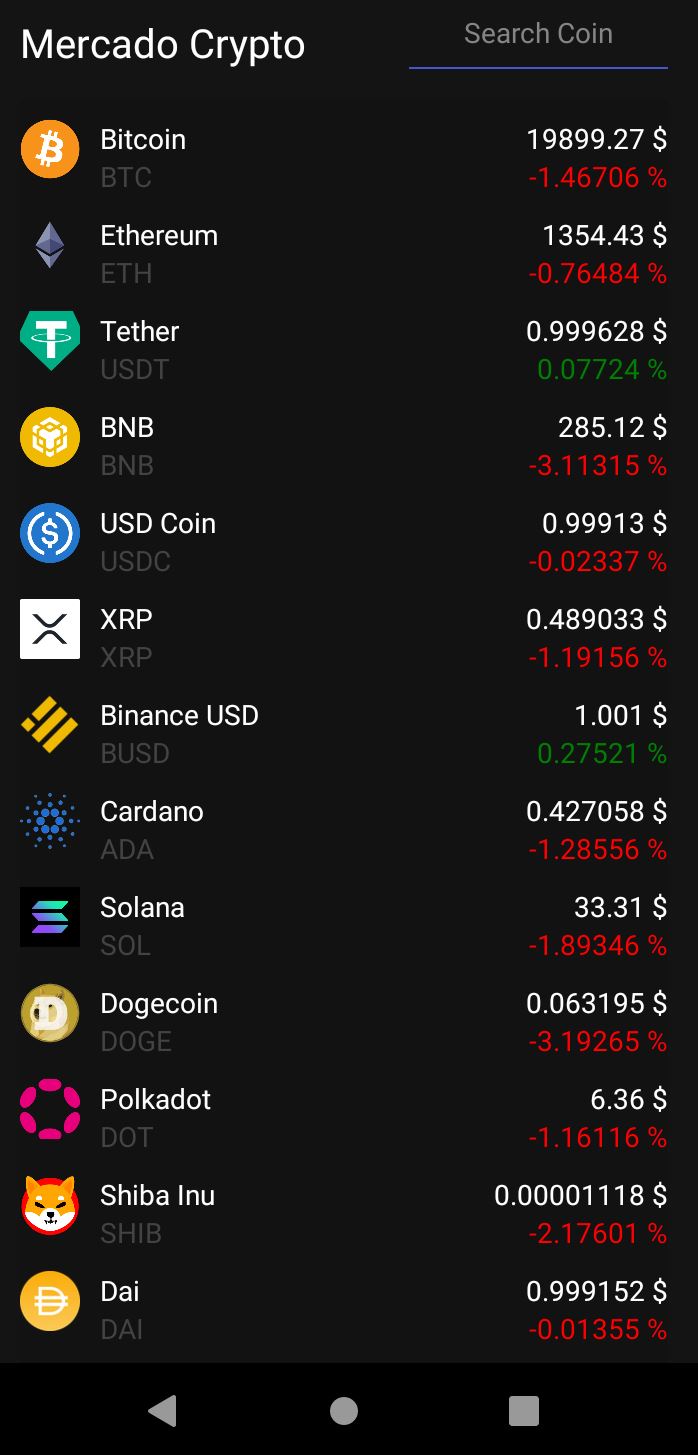 Mercado Crypto
Search Coin
Bitcoin 19899.27 $
BTC -1.46706 %
Ethereum 1354.43 $
ETH -0.76484 %
Tether 0.999628 $
USDT 0.07724 %
BNB 285.12 $
BNB -3.11315 %
USD Coin 0.99913 $
USDC -0.02337 %
XRP 0.489033 $
XRP -1.19156 %
Binance USD 1.001 $
BUSD 0.27521 %
Cardano 0.427058 $
ADA -1.28556 %
Solana 33.31 $
SOL -1.89346 %
Dogecoin 0.063195 $
DOGE -3.19265 %
Polkadot 6.36 $
DOT -1.16116 %
Shiba Inu 0.00001118 $
SHIB -2.17601 %
Dai 0.999152 $
DAI -0.01355 %